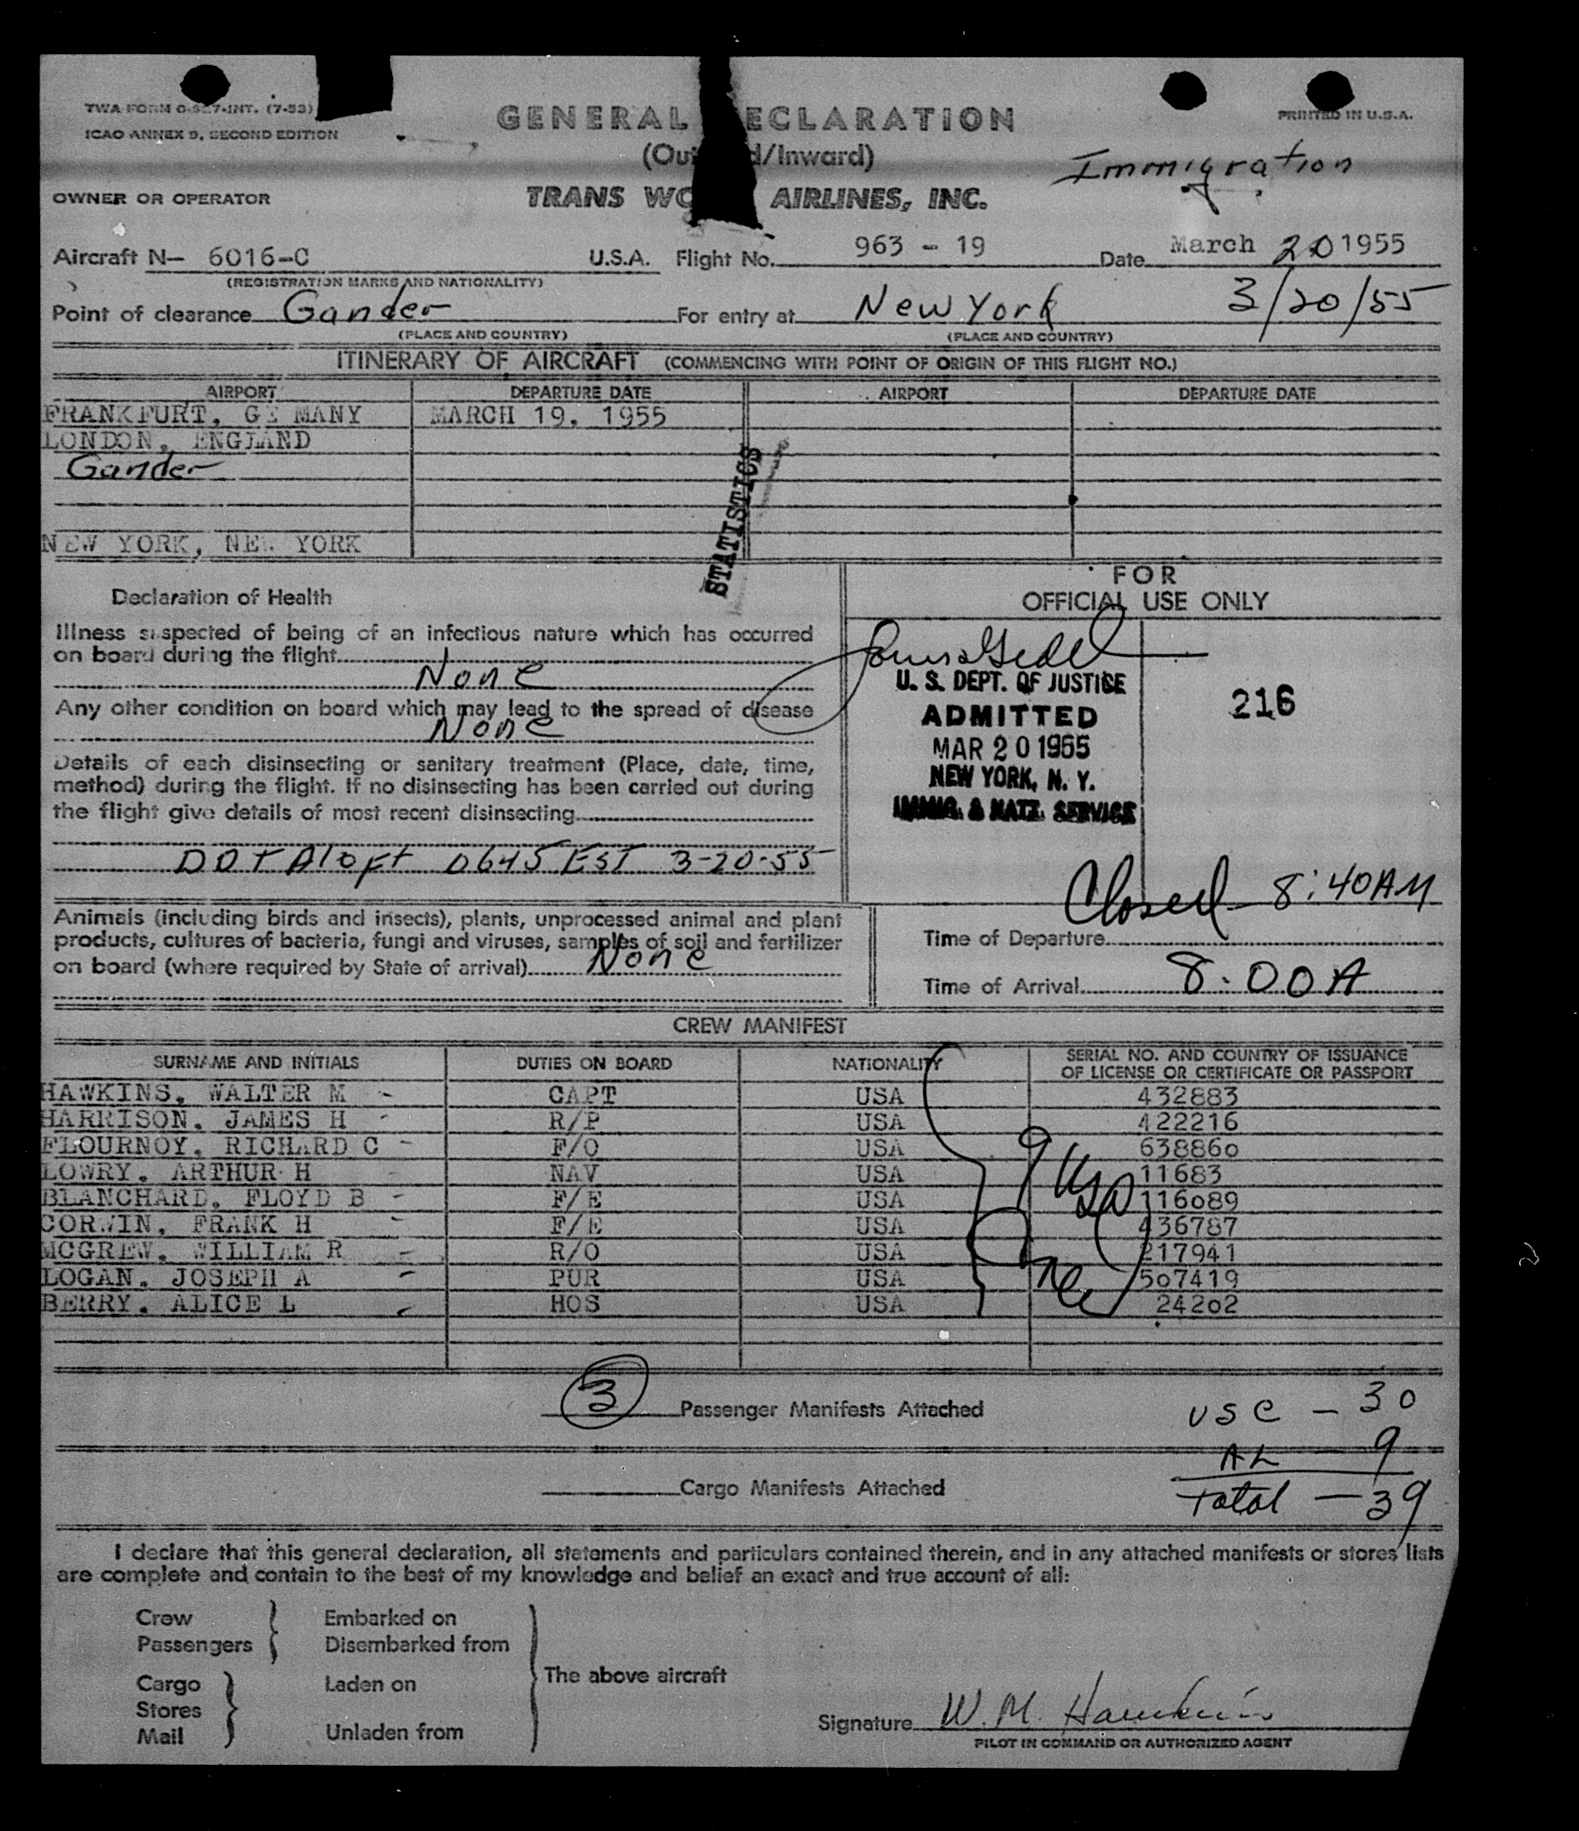 TWA FORM O-527-INT. (7-53)
ICAO ANNEX 9, SECOND EDITION
GENERAL ECLARATION
PRINTED IN U.S.A.
(Out d/Inward)
Immigration
OWNER OR OPERATOR
TRANS WO AIRLINES, INC.
Aircraft N- 6016-C U.S.A. Flight No. 963 - 19 Date March 20 1955
(REGISTRATION MARKS AND NATIONALITY)
Point of clearance Gander For entry at New York 3/20/55
(PLACE AND COUNTRY) (PLACE AND COUNTRY)
ITINERARY OF AIRCRAFT (COMMENCING WITH POINT OF ORIGIN OF THIS FLIGHT NO.)
AIRPORT DEPARTURE DATE AIRPORT DEPARTURE DATE
FRANKFURT, GE MANY MARCH 19, 1955
LONDON, ENGLAND
Gander
STATISTICS
NEW YORK, NEW YORK
Declaration of Health
FOR
OFFICIAL USE ONLY
Illness suspected of being of an infectious nature which has occurred
on board during the flight
None
Any other condition on board which may lead to the spread of disease
None
Details of each disinsecting or sanitary treatment (Place, date, time,
method) during the flight. If no disinsecting has been carried out during
the flight give details of most recent disinsecting
DDT Aloft 0645 EST 3-20-55
U. S. DEPT. OF JUSTICE
ADMITTED
MAR 20 1955
NEW YORK, N. Y.
IMMIG. & NATZ. SERVICE
216
Closed - 8:40AM
Animals (including birds and insects), plants, unprocessed animal and plant
products, cultures of bacteria, fungi and viruses, samples of soil and fertilizer
on board (where required by State of arrival) None
Time of Departure
Time of Arrival 8:00A
CREW MANIFEST
SURNAME AND INITIALS DUTIES ON BOARD NATIONALITY SERIAL NO. AND COUNTRY OF ISSUANCE
OF LICENSE OR CERTIFICATE OR PASSPORT
HAWKINS, WALTER M - CAPT USA 432883
HARRISON, JAMES H - R/P USA 422216
FLOURNOY, RICHARD C - F/O USA 638860
LOWRY, ARTHUR H - NAV USA 11683
BLANCHARD, FLOYD B - F/E USA 116089
CORWIN, FRANK H - F/E USA 436787
MCGREW, WILLIAM R - R/O USA 217941
LOGAN, JOSEPH A - PUR USA 507419
BERRY, ALICE L - HOS USA 24202
9 USA
Crew
3 Passenger Manifests Attached
USC - 30
AL - 9
Total - 39
Cargo Manifests Attached
I declare that this general declaration, all statements and particulars contained therein, and in any attached manifests or stores lists
are complete and contain to the best of my knowledge and belief an exact and true account of all:
Crew Embarked on
Passengers Disembarked from
Cargo Laden on
The above aircraft
Stores
Mail Unladen from
Signature W. M. Hawkins
PILOT IN COMMAND OR AUTHORIZED AGENT